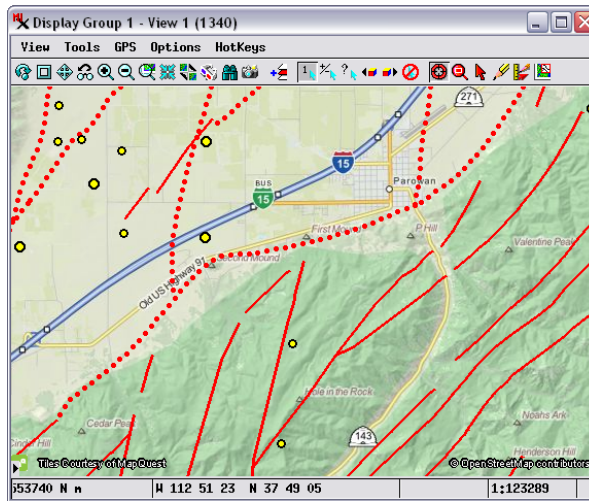 Display Group 1 - View 1 (1340)
View Tools GPS Options HotKeys
271
15
BUS
15
Parowan
First Mound
P Hill
Valentine Peak
Second Mound
Old US Highway 91
Hole in the Rock
Cedar Peak
Noahs Ark
143
Cinder Hill
Henderson Hill
Tiles Courtesy of MapQuest
© OpenStreetMap contributors
553740 N m
W 112 51 23 N 37 49 05
1:123289